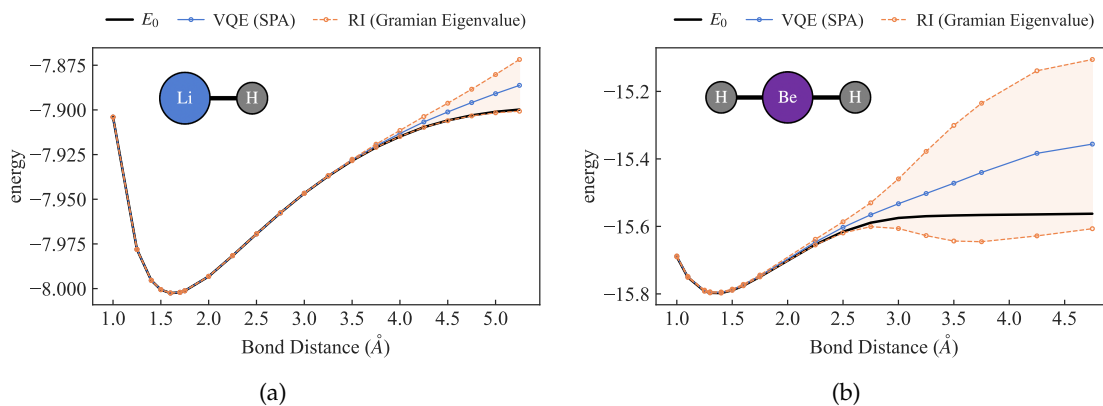 E₀ VQE (SPA) RI (Gramian Eigenvalue)
−7.875
−7.900
−7.925
−7.950
−7.975
−8.000
energy
Li H
1.0 1.5 2.0 2.5 3.0 3.5 4.0 4.5 5.0
Bond Distance (Å)
(a)
E₀ VQE (SPA) RI (Gramian Eigenvalue)
−15.2
−15.4
−15.6
−15.8
energy
H Be H
1.0 1.5 2.0 2.5 3.0 3.5 4.0 4.5
Bond Distance (Å)
(b)